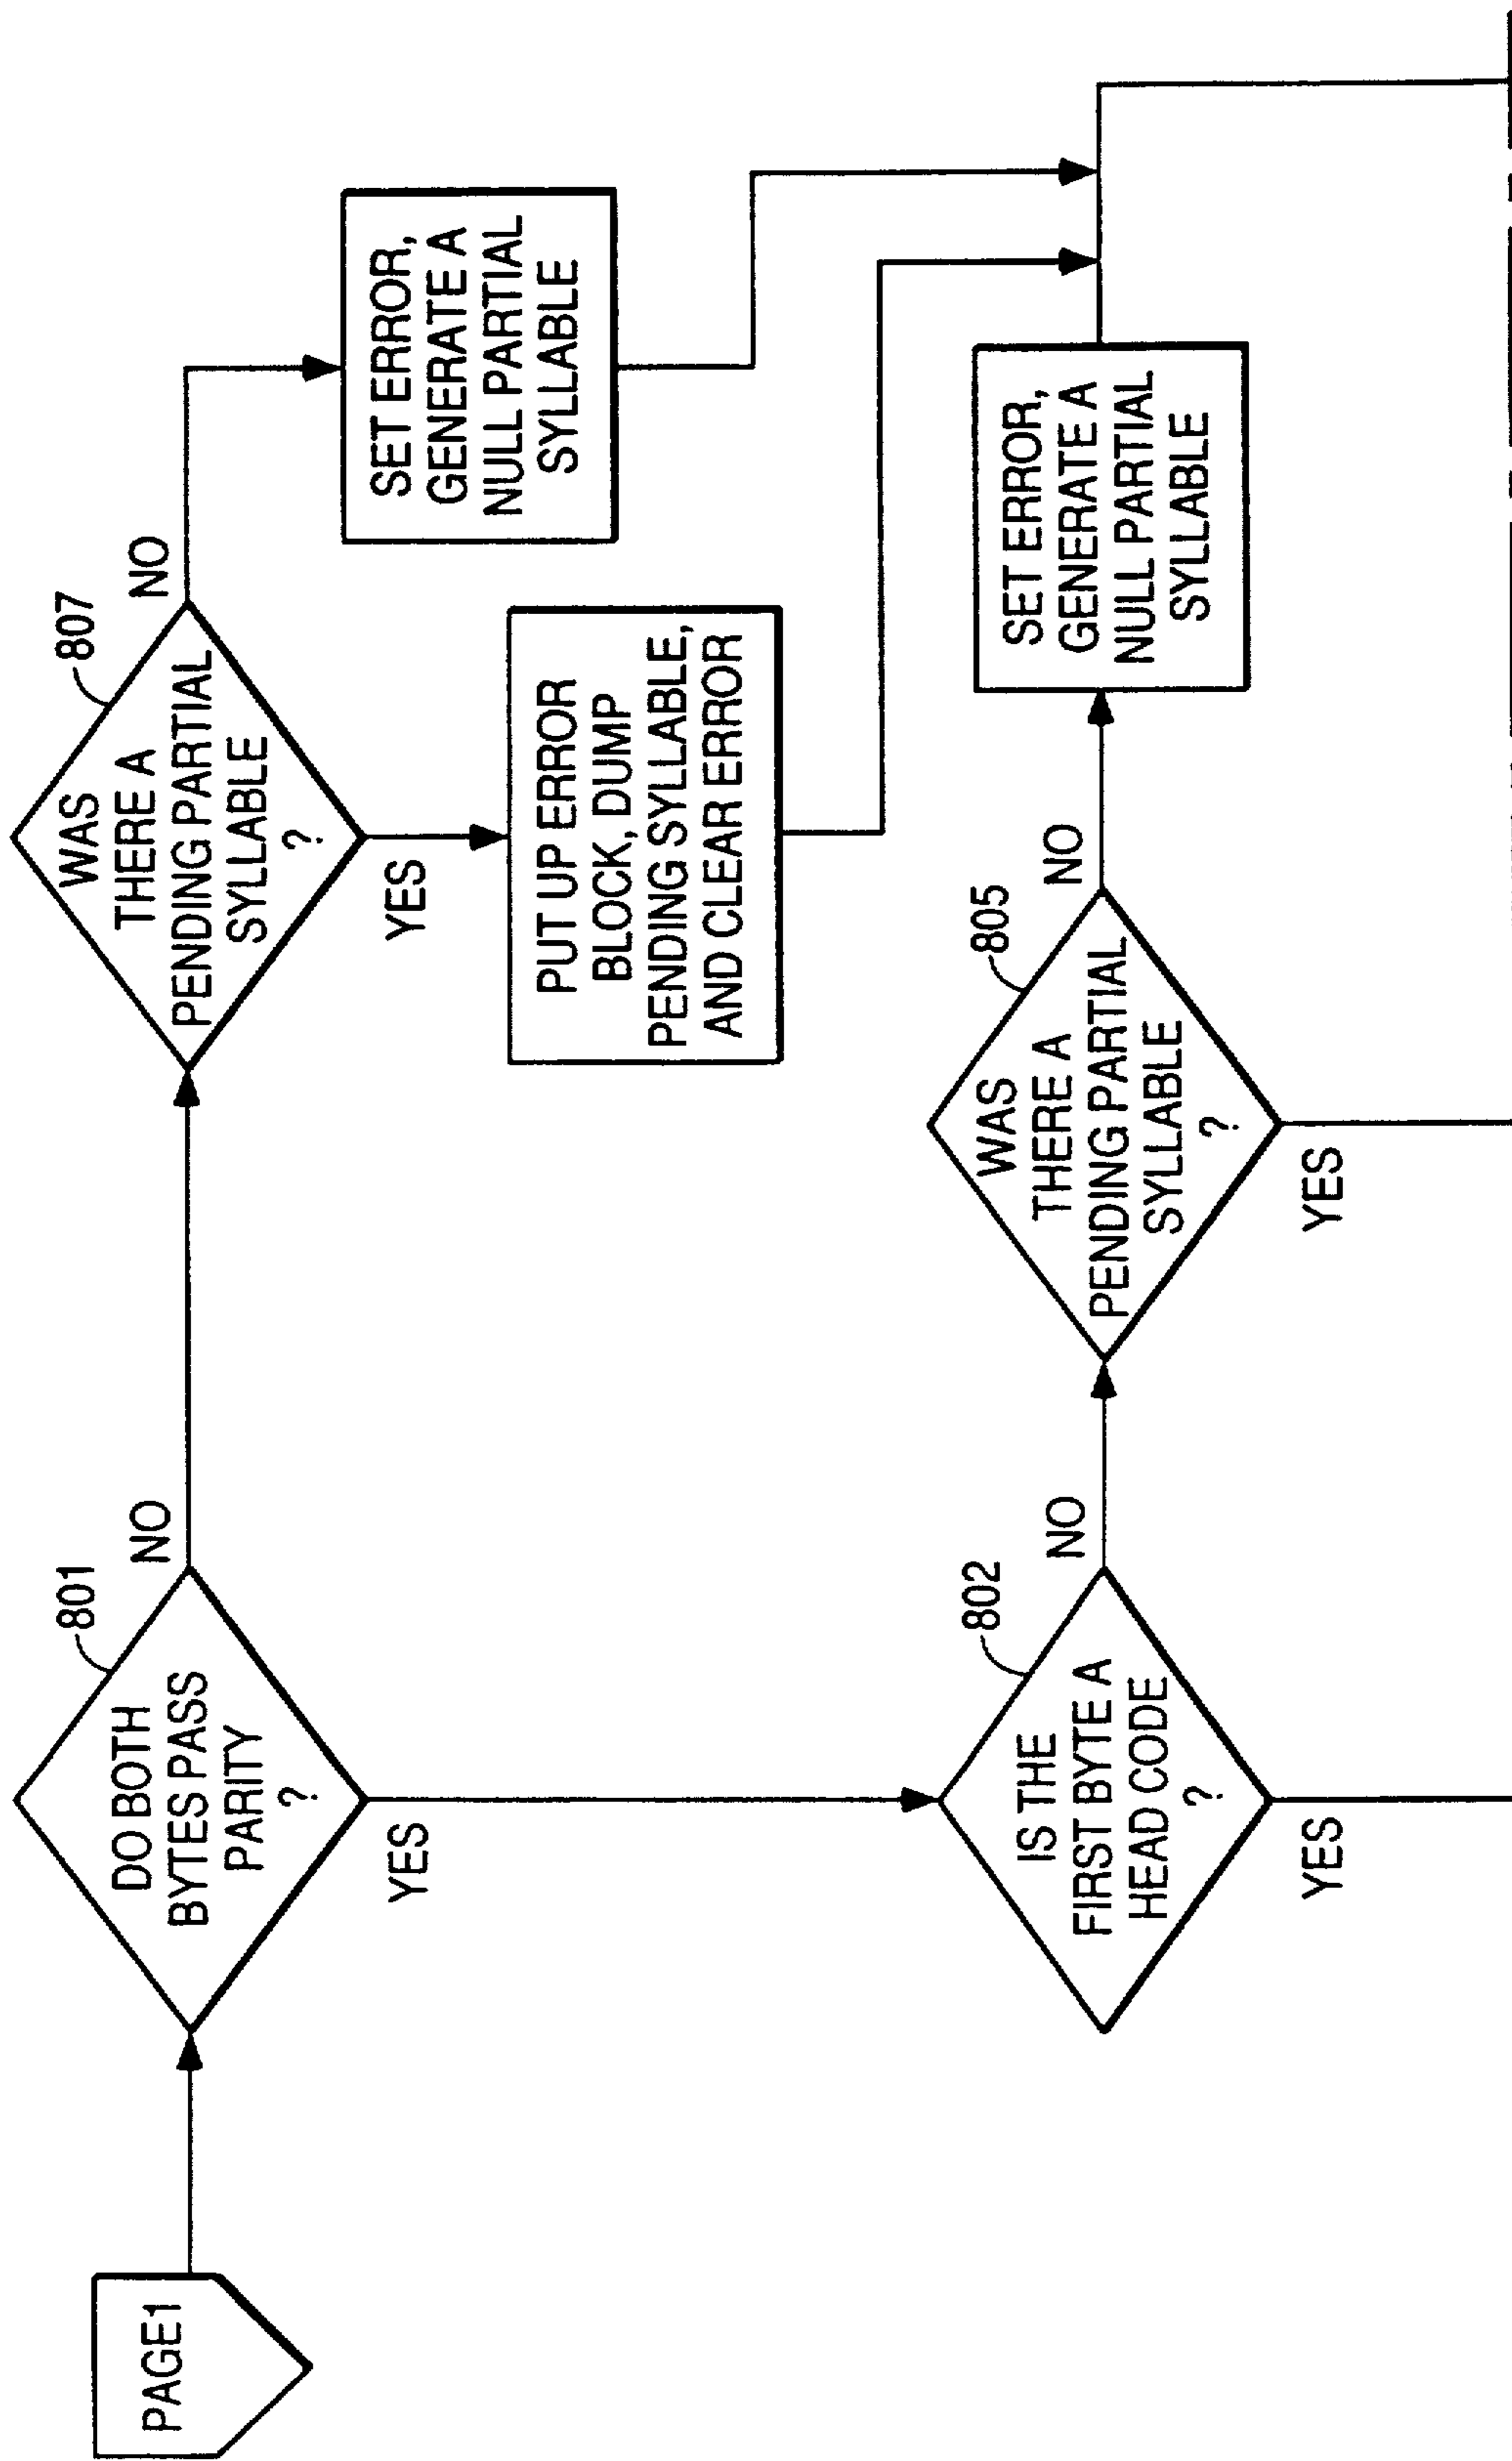 PAGE1
801
DO BOTH
BYTES PASS
PARITY
?
NO
YES
807
WAS
THERE A
PENDING PARTIAL
SYLLABLE
?
NO
YES
SET ERROR,
GENERATE A
NULL PARTIAL
SYLLABLE
PUT UP ERROR
BLOCK, DUMP
PENDING SYLLABLE,
AND CLEAR ERROR
802
IS THE
FIRST BYTE A
HEAD CODE
?
NO
YES
805
WAS
THERE A
PENDING PARTIAL
SYLLABLE
?
NO
YES
SET ERROR,
GENERATE A
NULL PARTIAL
SYLLABLE